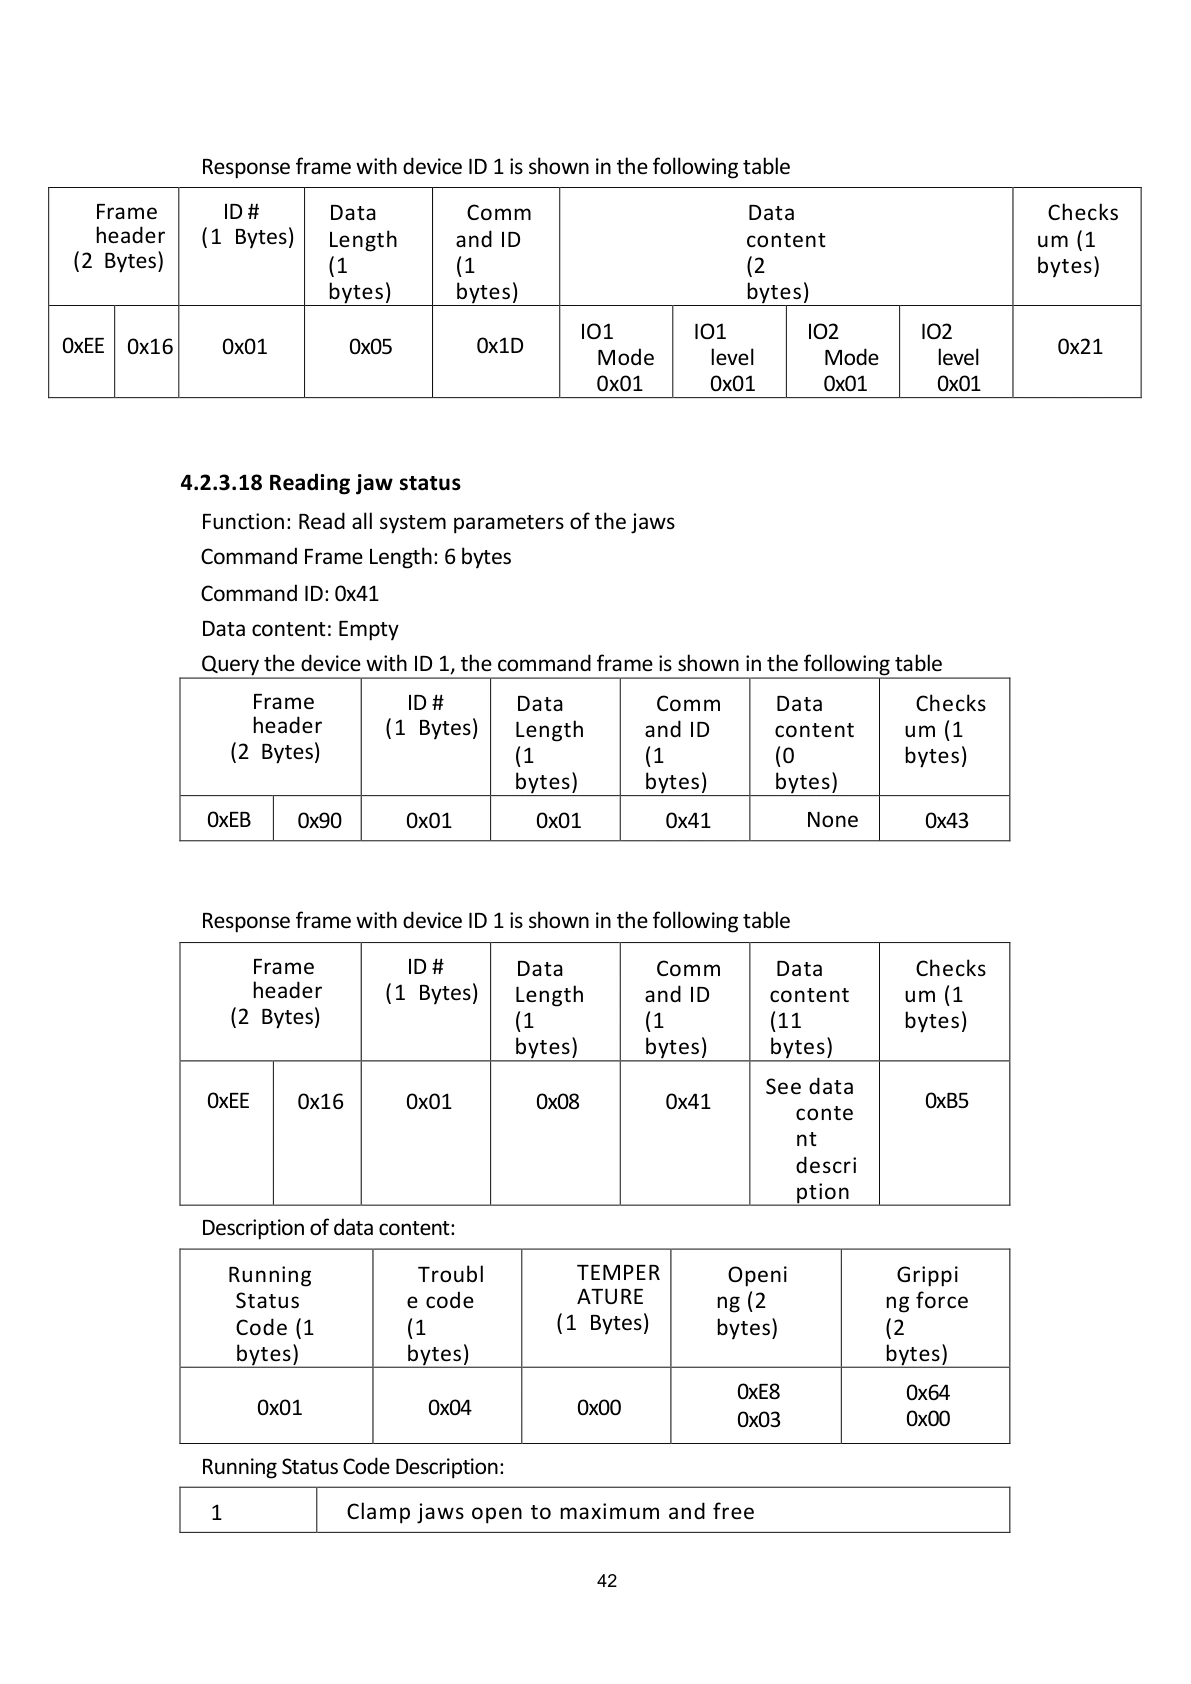 Response frame with device ID 1 is shown in the following table
Frame header (2 Bytes) ID # (1 Bytes) Data Length (1 bytes) Comm and ID (1 bytes) Data content (2 bytes) Checks um (1 bytes)
0xEE 0x16 0x01 0x05 0x1D IO1 Mode 0x01 IO1 level 0x01 IO2 Mode 0x01 IO2 level 0x01 0x21
4.2.3.18 Reading jaw status
Function: Read all system parameters of the jaws
Command Frame Length: 6 bytes
Command ID: 0x41
Data content: Empty
Query the device with ID 1, the command frame is shown in the following table
Frame header (2 Bytes) ID # (1 Bytes) Data Length (1 bytes) Comm and ID (1 bytes) Data content (0 bytes) Checks um (1 bytes)
0xEB 0x90 0x01 0x01 0x41 None 0x43
Response frame with device ID 1 is shown in the following table
Frame header (2 Bytes) ID # (1 Bytes) Data Length (1 bytes) Comm and ID (1 bytes) Data content (11 bytes) Checks um (1 bytes)
0xEE 0x16 0x01 0x08 0x41 See data conte nt descri ption 0xB5
Description of data content:
Running Status Code (1 bytes) Troubl e code (1 bytes) TEMPER ATURE (1 Bytes) Openi ng (2 bytes) Grippi ng force (2 bytes)
0x01 0x04 0x00 0xE8 0x03 0x64 0x00
Running Status Code Description:
1 Clamp jaws open to maximum and free
42